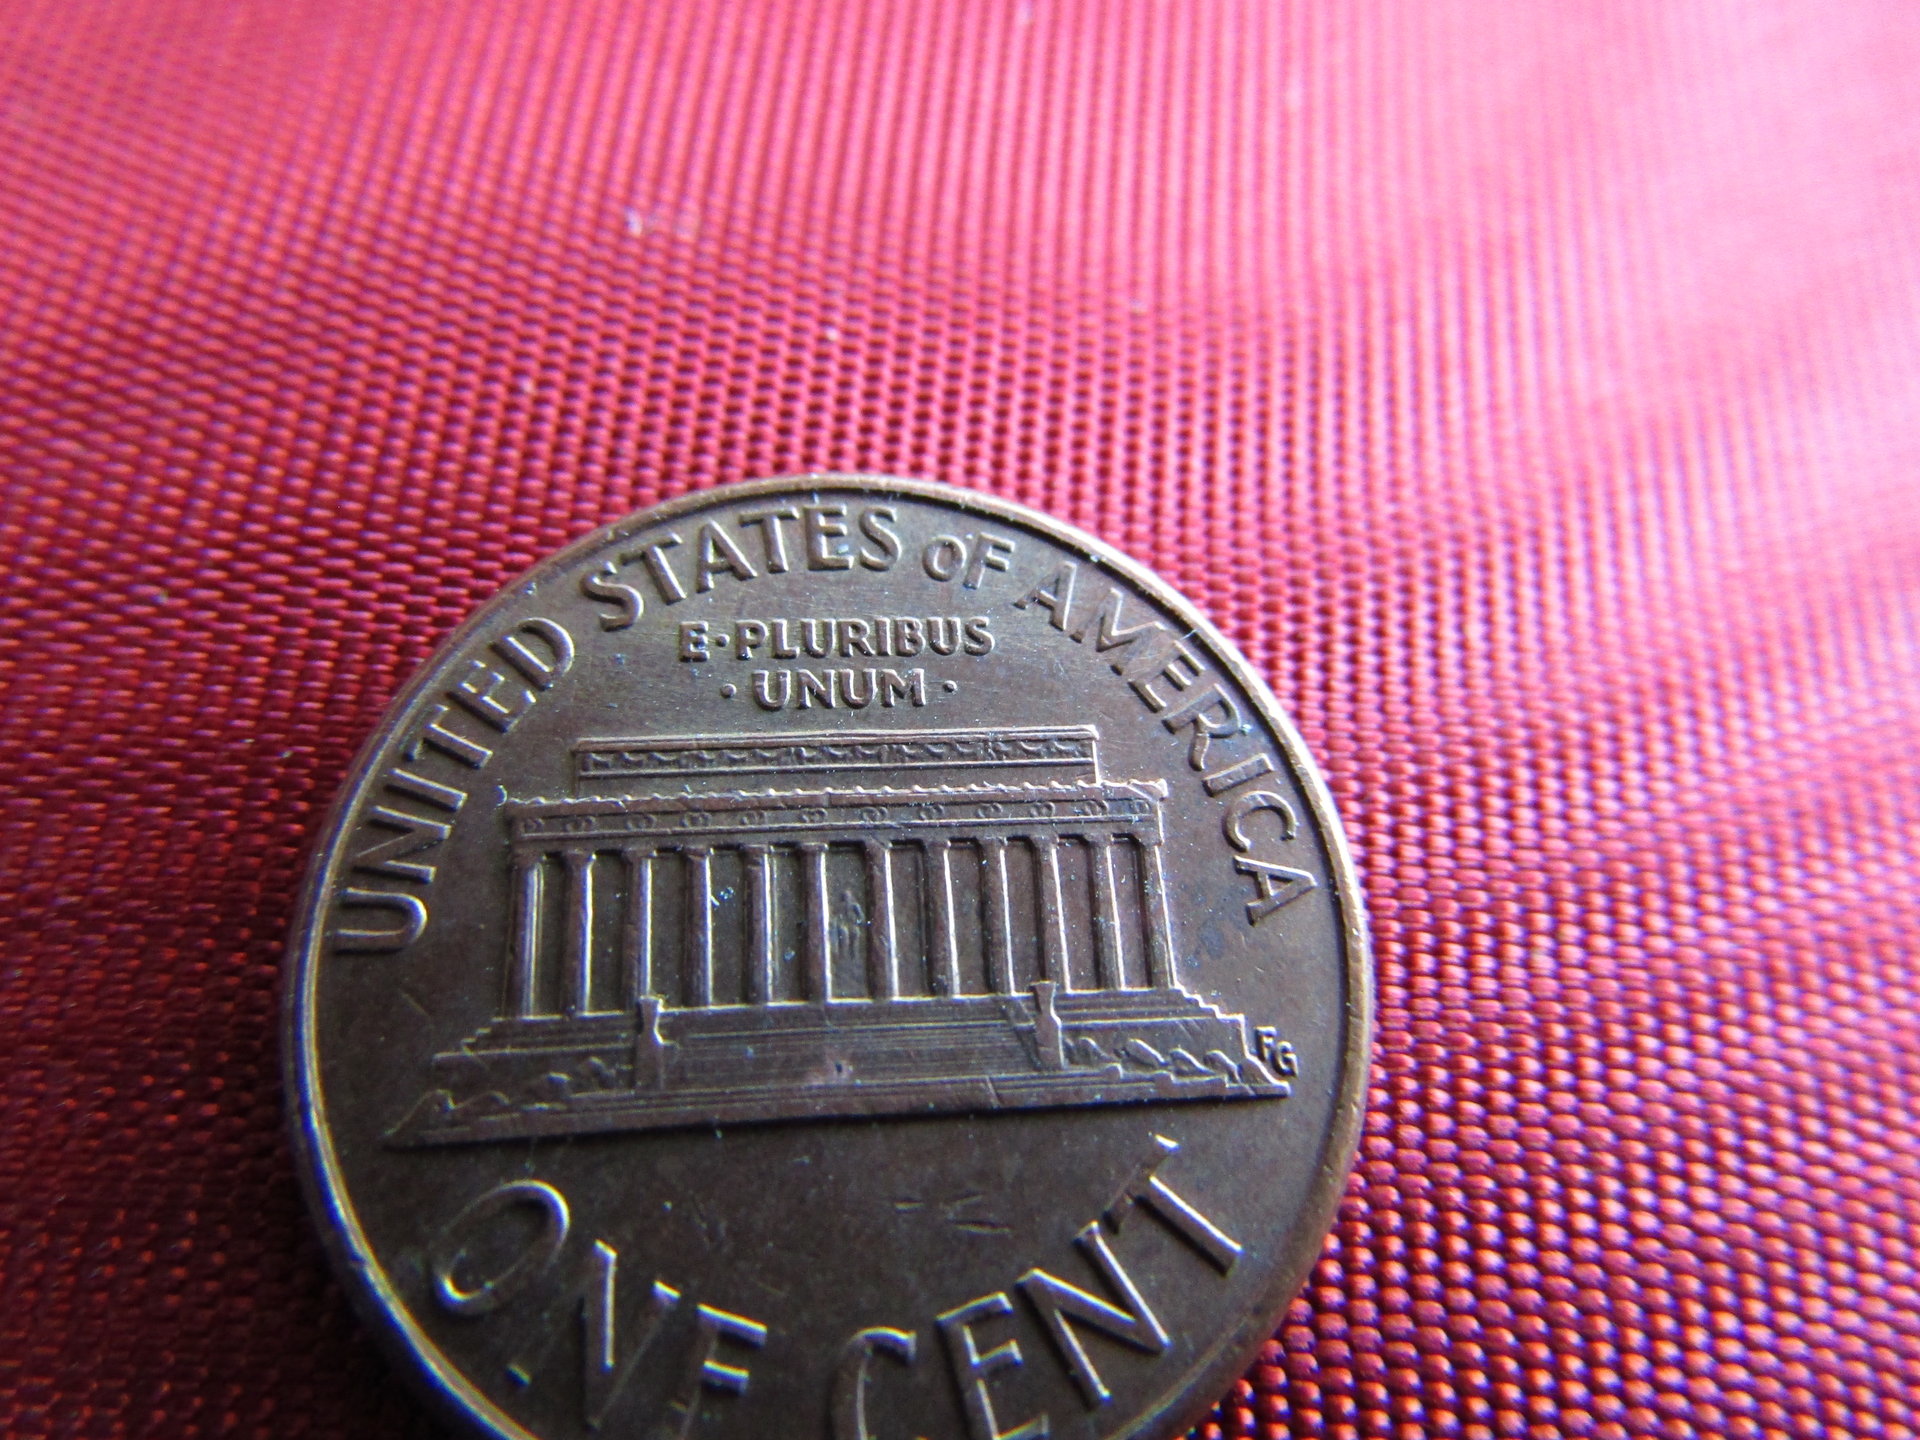 UNITED STATES OF AMERICA
E·PLURIBUS
·UNUM·
FG
ONE CENT